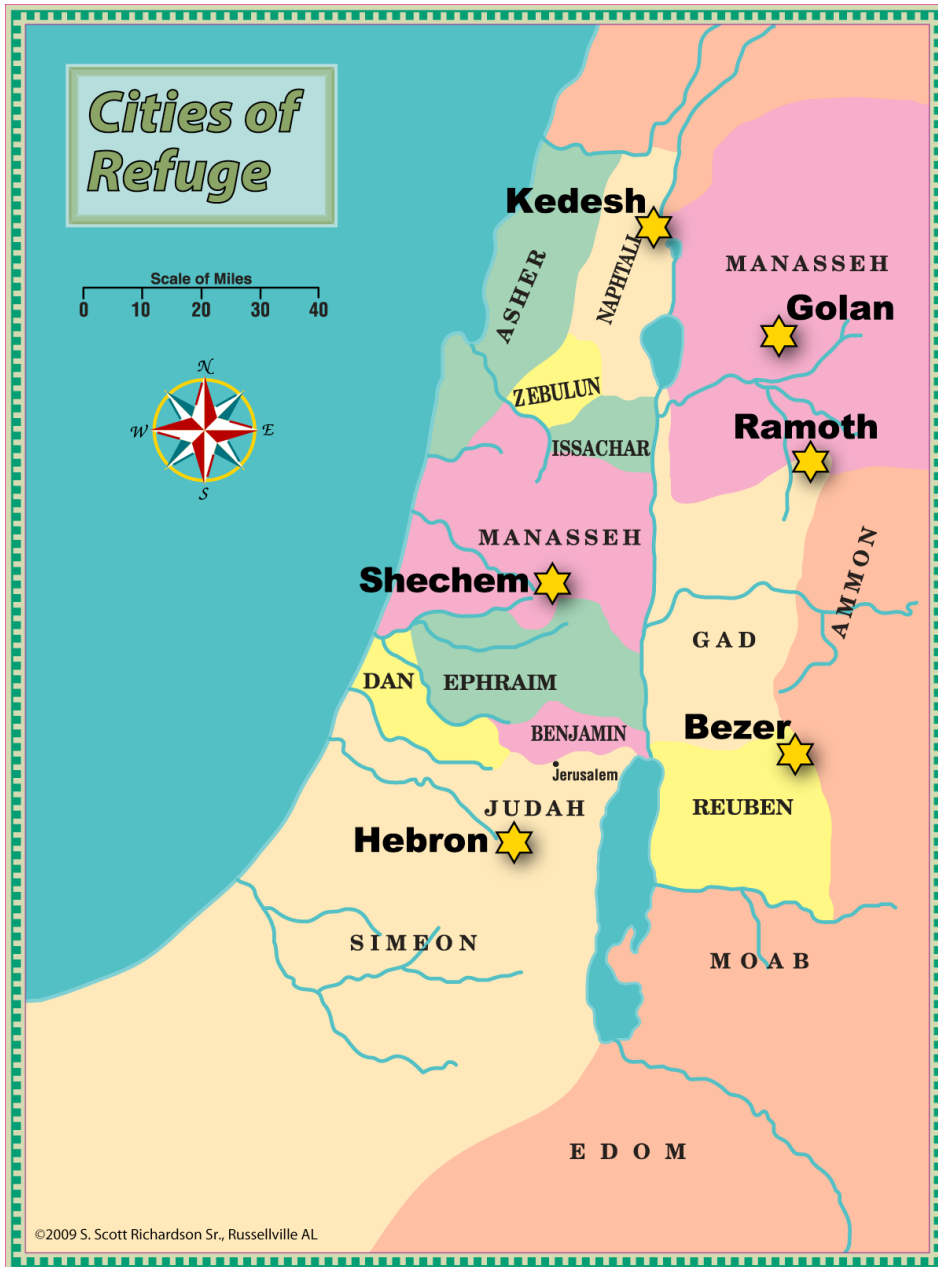 Cities of
Refuge
Scale of Miles
0 10 20 30 40
N
W E
S
Kedesh
ASHER
NAPHTALI
MANASSEH
Golan
ZEBULUN
Ramoth
ISSACHAR
MANASSEH
Shechem
AMMON
GAD
DAN
EPHRAIM
Bezer
BENJAMIN
Jerusalem
REUBEN
JUDAH
Hebron
SIMEON
MOAB
EDOM
©2009 S. Scott Richardson Sr., Russellville AL